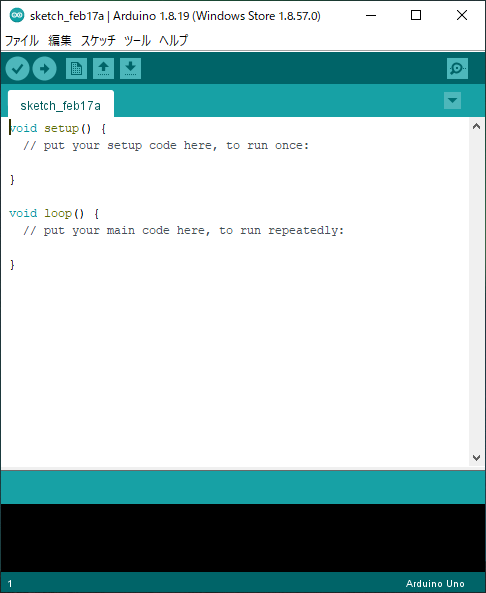 sketch_feb17a | Arduino 1.8.19 (Windows Store 1.8.57.0)
ファイル 編集 スケッチ ツール ヘルプ
sketch_feb17a
void setup() {
  // put your setup code here, to run once:
}
void loop() {
  // put your main code here, to run repeatedly:
}
1 Arduino Uno